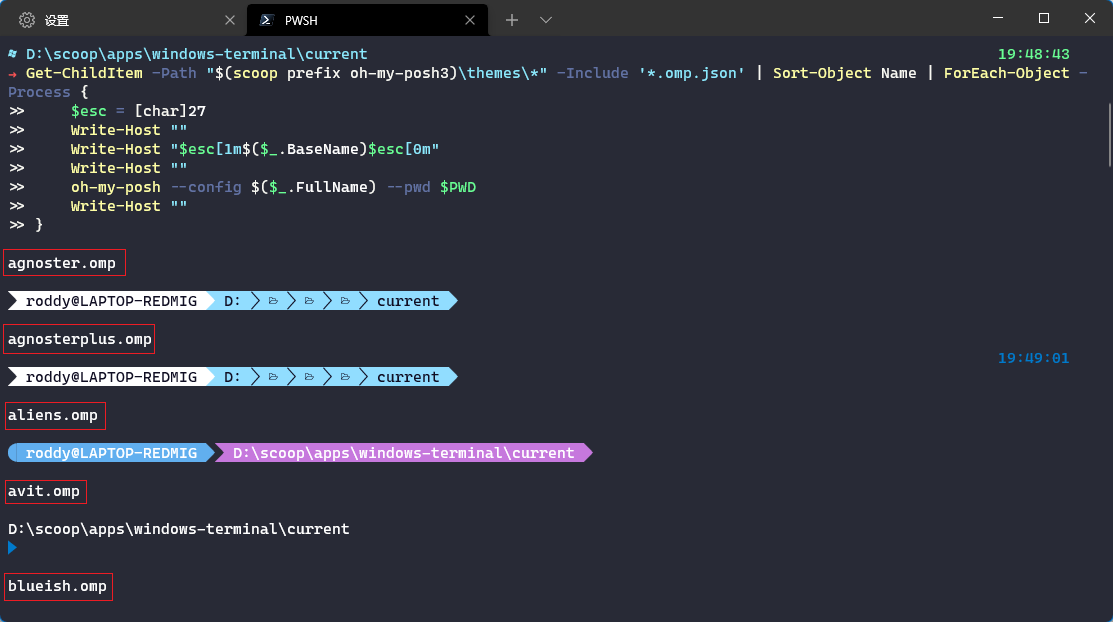 设置
PWSH
D:\scoop\apps\windows-terminal\current 19:48:43
→ Get-ChildItem -Path "$(scoop prefix oh-my-posh3)\themes\*" -Include '*.omp.json' | Sort-Object Name | ForEach-Object -
Process {
>> $esc = [char]27
>> Write-Host ""
>> Write-Host "$esc[1m$($_.BaseName)$esc[0m"
>> Write-Host ""
>> oh-my-posh --config $($_.FullName) --pwd $PWD
>> Write-Host ""
>> }
agnoster.omp
roddy@LAPTOP-REDMIG D: current
agnosterplus.omp
19:49:01
roddy@LAPTOP-REDMIG D: current
aliens.omp
roddy@LAPTOP-REDMIG D:\scoop\apps\windows-terminal\current
avit.omp
D:\scoop\apps\windows-terminal\current
blueish.omp